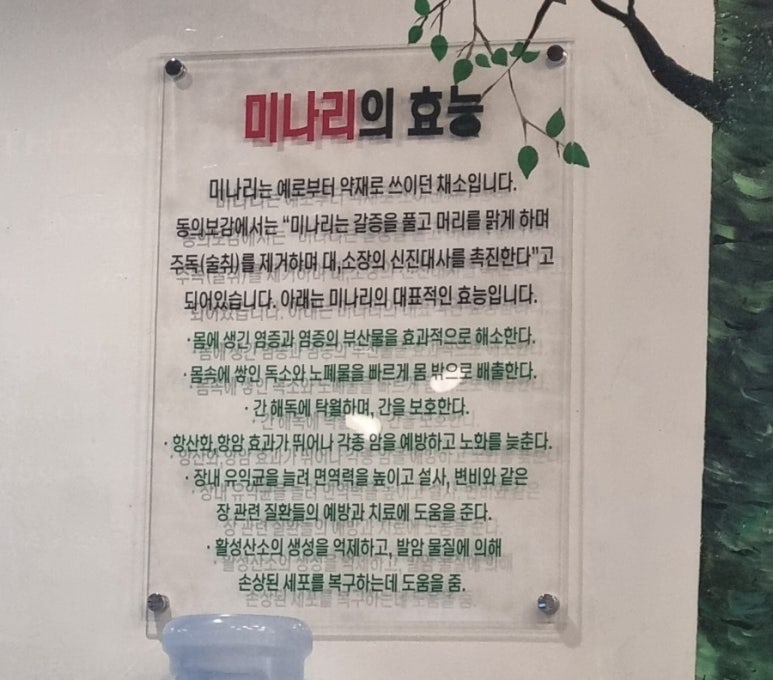 미나리의 효능
미나리는 예로부터 약재로 쓰이던 채소입니다.
동의보감에서는 “미나리는 갈증을 풀고 머리를 맑게 하며
주독(술취)를 제거하며 대,소장의 신진대사를 촉진한다”고
되어있습니다. 아래는 미나리의 대표적인 효능입니다.
·몸에 생긴 염증과 염증의 부산물을 효과적으로 해소한다.
·몸속에 쌓인 독소와 노폐물을 빠르게 몸 밖으로 배출한다.
·간 해독에 탁월하며, 간을 보호한다.
·항산화,항암 효과가 뛰어나 각종 암을 예방하고 노화를 늦춘다.
·장내 유익균을 늘려 면역력을 높이고 설사, 변비와 같은
장 관련 질환들의 예방과 치료에 도움을 준다.
·활성산소의 생성을 억제하고, 발암 물질에 의해
손상된 세포를 복구하는데 도움을 줌.